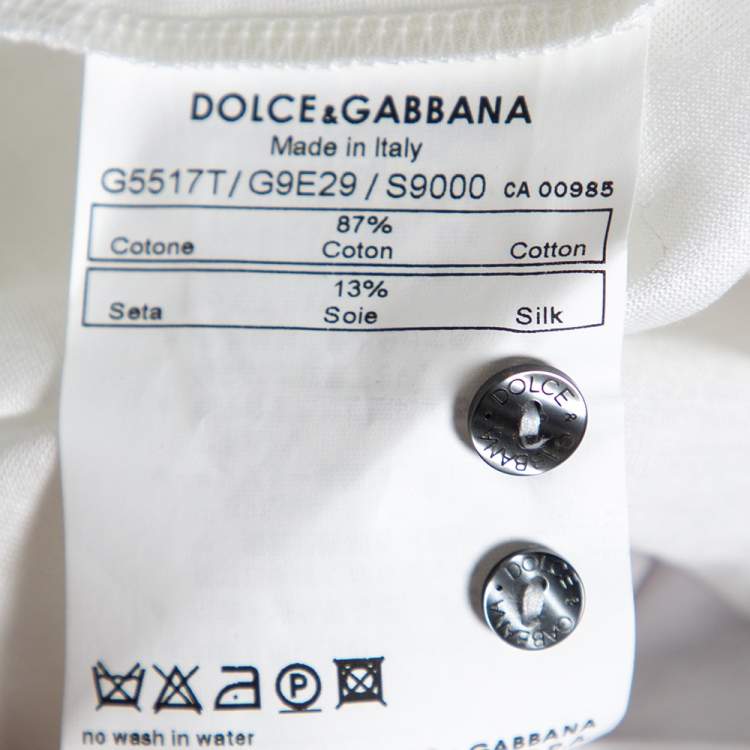 DOLCE&GABBANA
Made in Italy
G5517T/ G9E29 / S9000 CA 00985
87%
Cotone Coton Cotton
13%
Seta Soie Silk
DOLCE & GABBANA
DOLCE & GABBANA
P
no wash in water
GABBANA